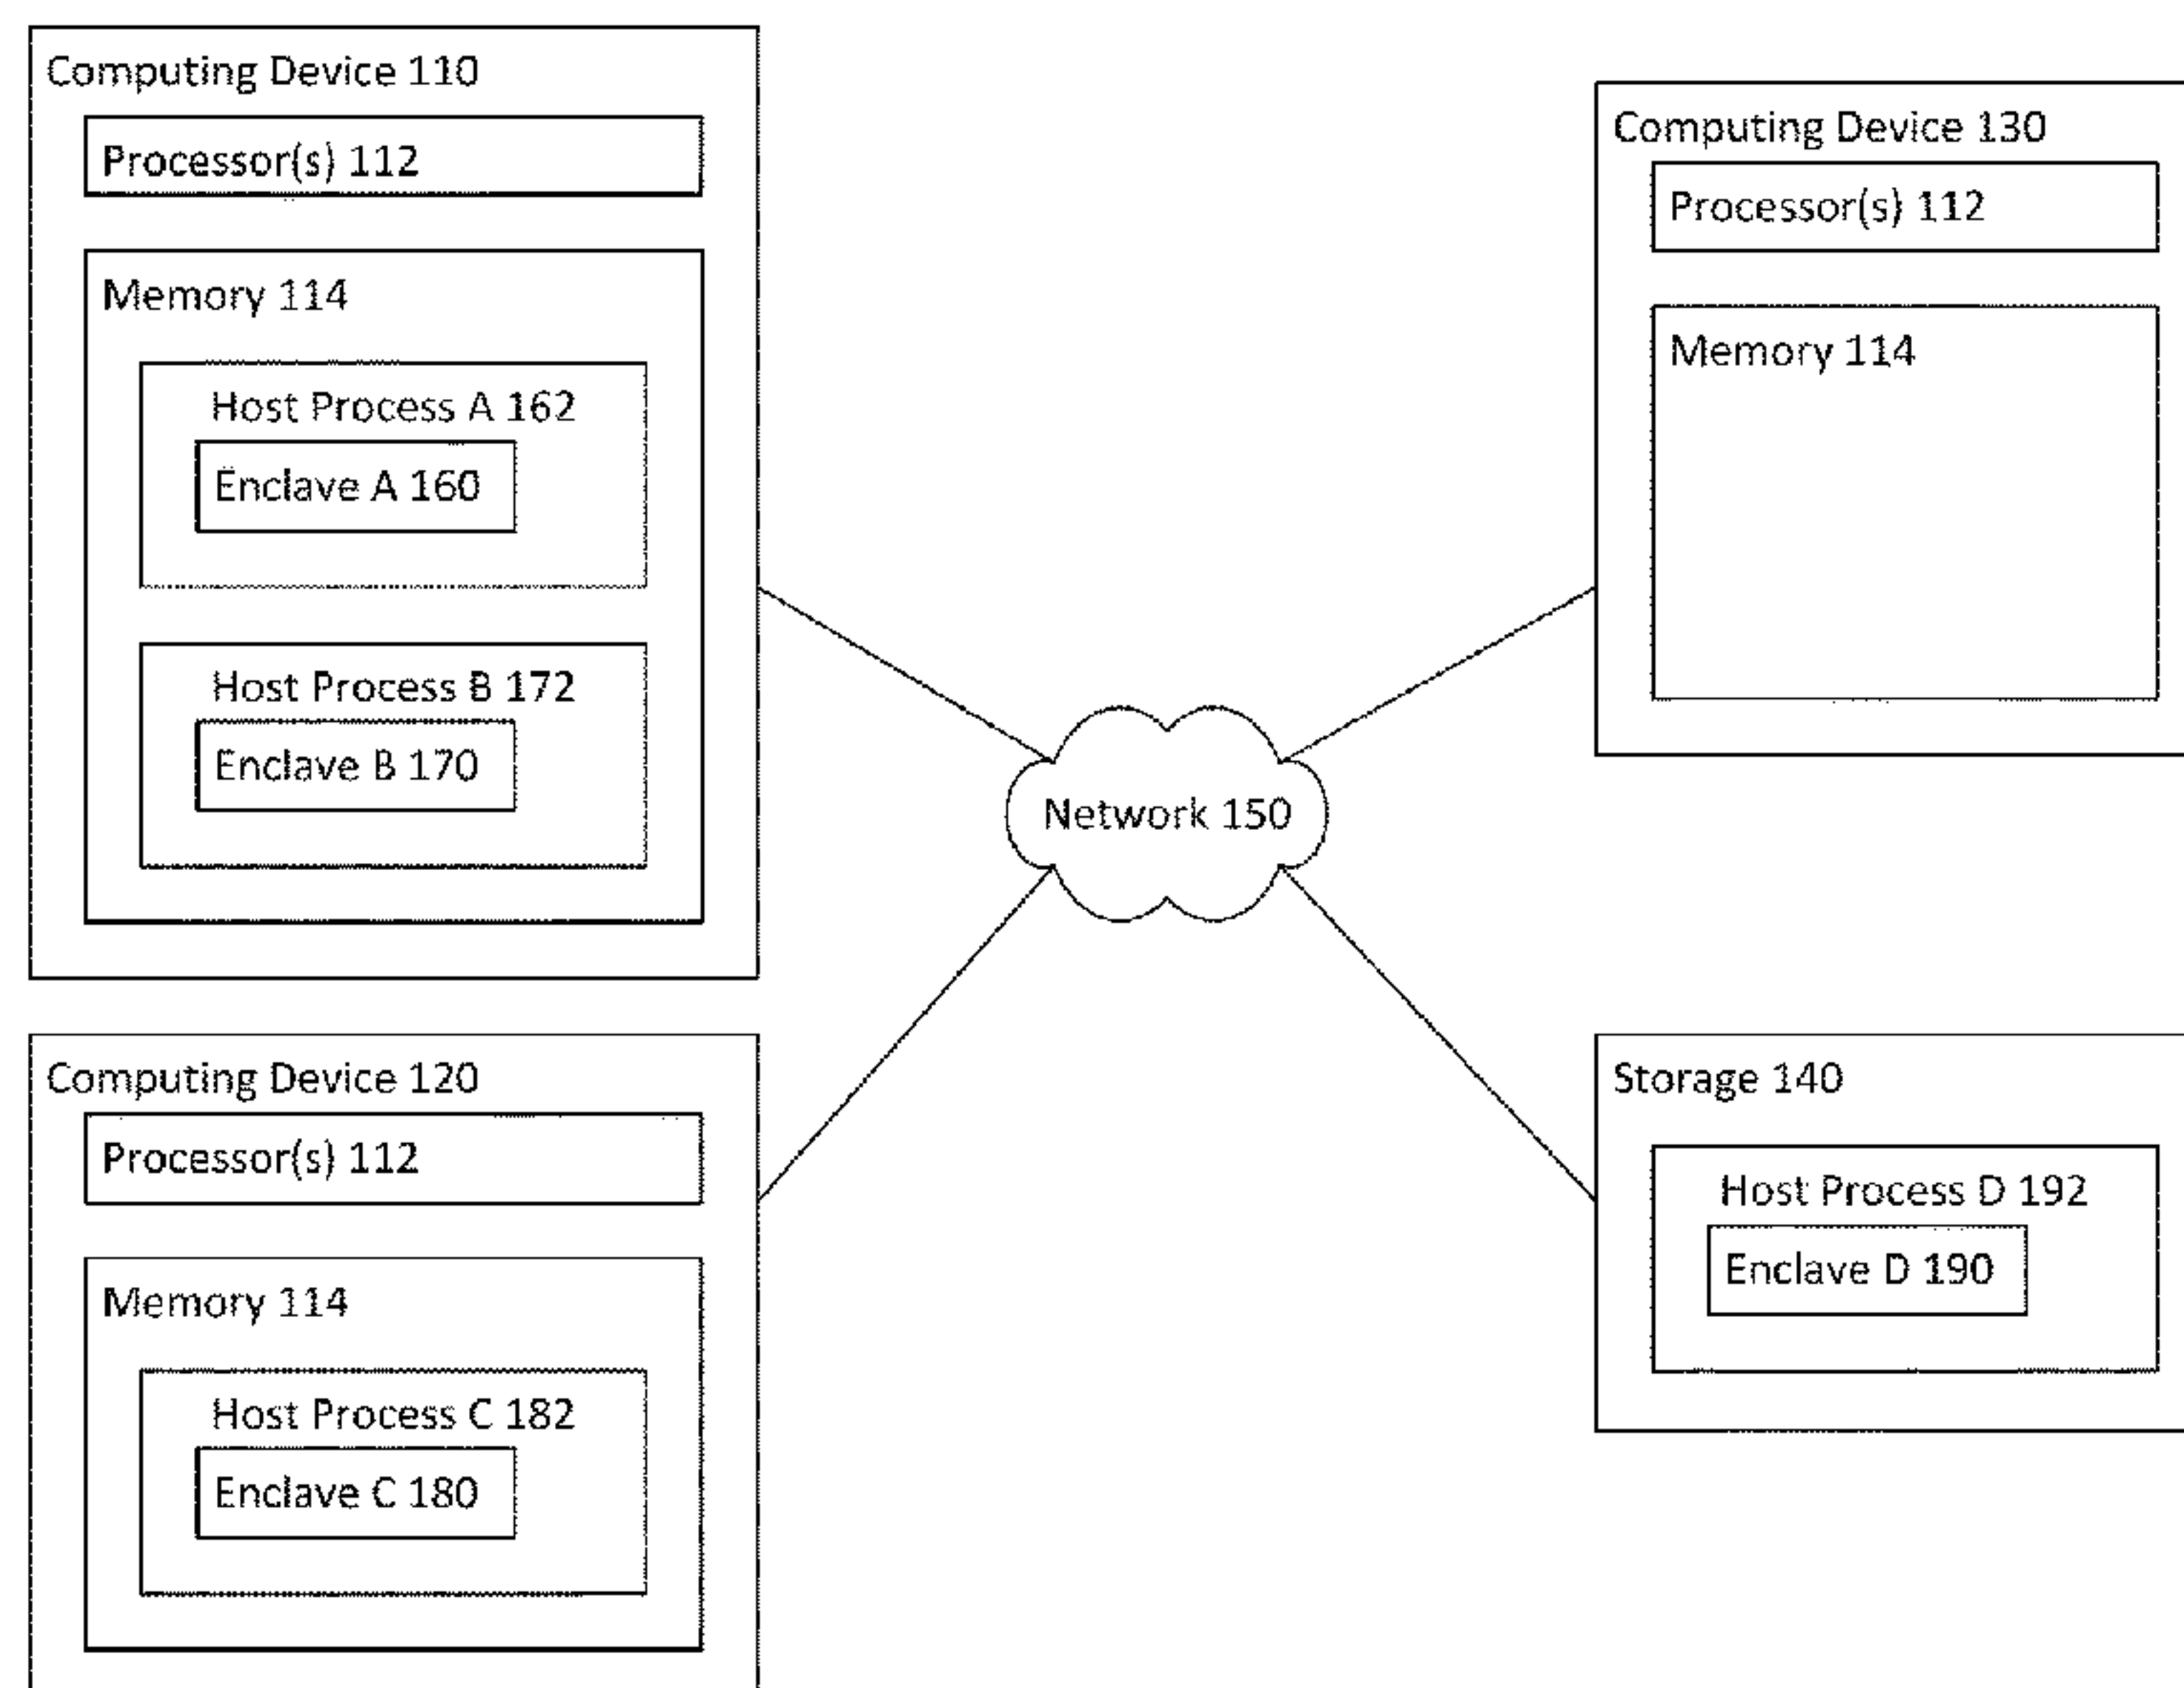 Computing Device 110
Processor(s) 112
Memory 114
Host Process A 162
Enclave A 160
Host Process B 172
Enclave B 170
Computing Device 120
Processor(s) 112
Memory 114
Host Process C 182
Enclave C 180
Network 150
Computing Device 130
Processor(s) 112
Memory 114
Storage 140
Host Process D 192
Enclave D 190